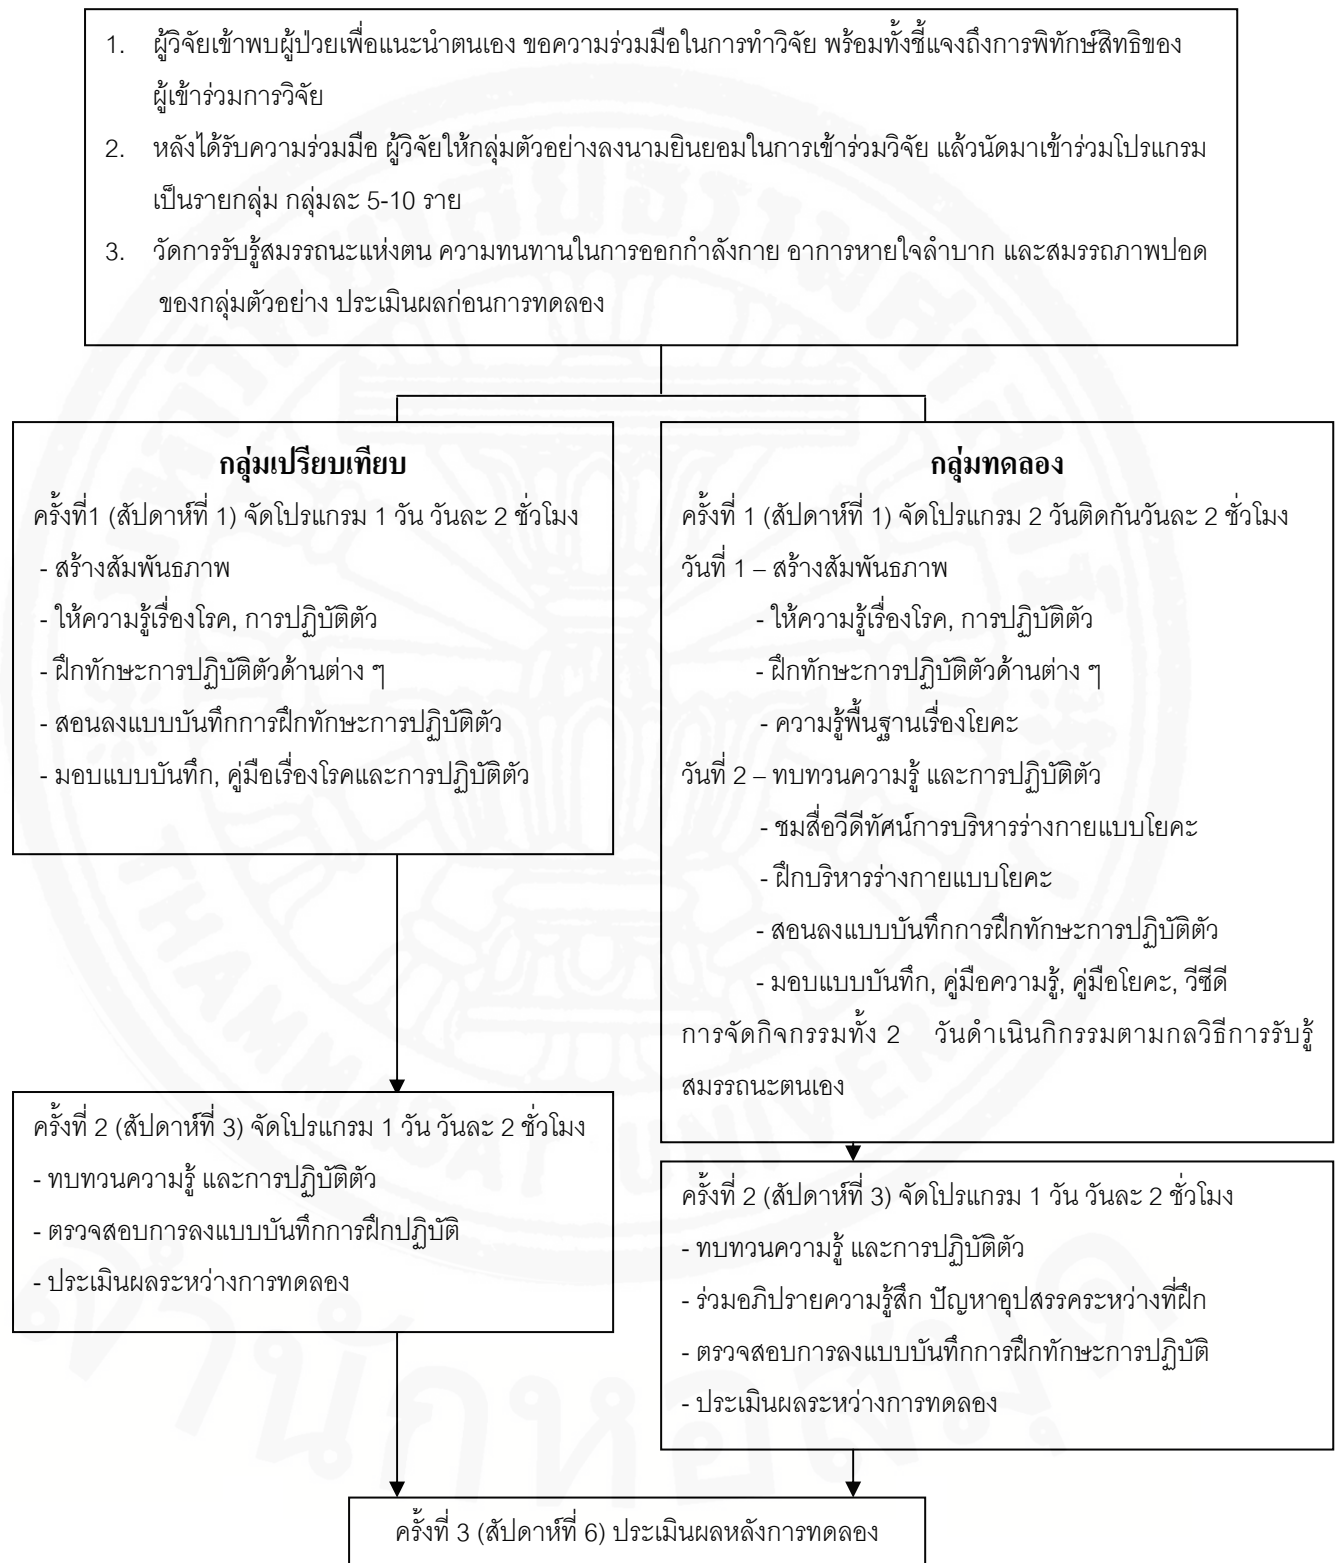 1. ผู้วิจัยเข้าพบผู้ป่วยเพื่อแนะนำตนเอง ขอความร่วมมือในการทำวิจัย พร้อมทั้งชี้แจงถึงการพิทักษ์สิทธิของ
ผู้เข้าร่วมการวิจัย
2. หลังได้รับความร่วมมือ ผู้วิจัยให้กลุ่มตัวอย่างลงนามยินยอมในการเข้าร่วมวิจัย แล้วนัดมาเข้าร่วมโปรแกรม
เป็นรายกลุ่ม กลุ่มละ 5-10 ราย
3. วัดการรับรู้สมรรถนะแห่งตน ความทนทานในการออกกำลังกาย อาการหายใจลำบาก และสมรรถภาพปอด
ของกลุ่มตัวอย่าง ประเมินผลก่อนการทดลอง
กลุ่มเปรียบเทียบ
ครั้งที่1 (สัปดาห์ที่ 1) จัดโปรแกรม 1 วัน วันละ 2 ชั่วโมง
- สร้างสัมพันธภาพ
- ให้ความรู้เรื่องโรค, การปฏิบัติตัว
- ฝึกทักษะการปฏิบัติตัวด้านต่าง ๆ
- สอนลงแบบบันทึกการฝึกทักษะการปฏิบัติตัว
- มอบแบบบันทึก, คู่มือเรื่องโรคและการปฏิบัติตัว
กลุ่มทดลอง
ครั้งที่ 1 (สัปดาห์ที่ 1) จัดโปรแกรม 2 วันติดกันวันละ 2 ชั่วโมง
วันที่ 1 – สร้างสัมพันธภาพ
- ให้ความรู้เรื่องโรค, การปฏิบัติตัว
- ฝึกทักษะการปฏิบัติตัวด้านต่าง ๆ
- ความรู้พื้นฐานเรื่องโยคะ
วันที่ 2 – ทบทวนความรู้ และการปฏิบัติตัว
- ชมสื่อวีดีทัศน์การบริหารร่างกายแบบโยคะ
- ฝึกบริหารร่างกายแบบโยคะ
- สอนลงแบบบันทึกการฝึกทักษะการปฏิบัติตัว
- มอบแบบบันทึก, คู่มือความรู้, คู่มือโยคะ, วีซีดี
การจัดกิจกรรมทั้ง 2 วันดำเนินกิกรรมตามกลวิธีการรับรู้
สมรรถนะตนเอง
ครั้งที่ 2 (สัปดาห์ที่ 3) จัดโปรแกรม 1 วัน วันละ 2 ชั่วโมง
- ทบทวนความรู้ และการปฏิบัติตัว
- ตรวจสอบการลงแบบบันทึกการฝึกปฏิบัติ
- ประเมินผลระหว่างการทดลอง
ครั้งที่ 2 (สัปดาห์ที่ 3) จัดโปรแกรม 1 วัน วันละ 2 ชั่วโมง
- ทบทวนความรู้ และการปฏิบัติตัว
- ร่วมอภิปรายความรู้สึก ปัญหาอุปสรรคระหว่างที่ฝึก
- ตรวจสอบการลงแบบบันทึกการฝึกทักษะการปฏิบัติ
- ประเมินผลระหว่างการทดลอง
ครั้งที่ 3 (สัปดาห์ที่ 6) ประเมินผลหลังการทดลอง
มหาวิทยาลัยธรรมศาสตร์
THAMMASAT UNIVERSITY
สำนักหอสมุด